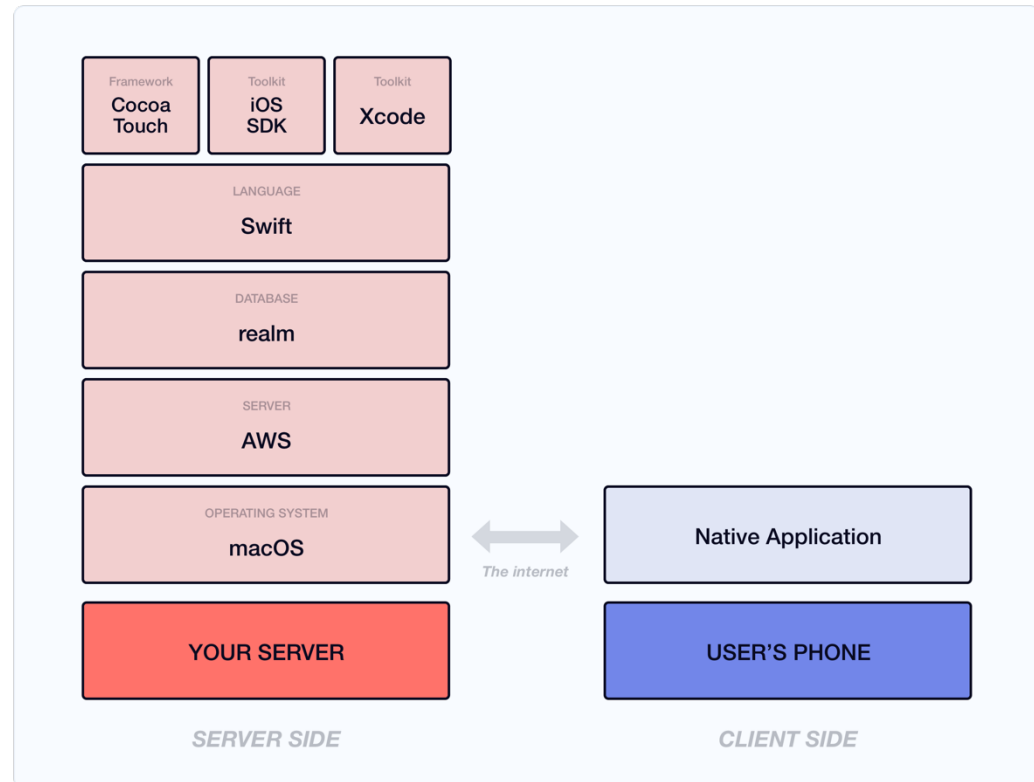 Framework
Cocoa
Touch
Toolkit
iOS
SDK
Toolkit
Xcode
LANGUAGE
Swift
DATABASE
realm
SERVER
AWS
OPERATING SYSTEM
macOS
The internet
Native Application
YOUR SERVER
USER’S PHONE
SERVER SIDE
CLIENT SIDE